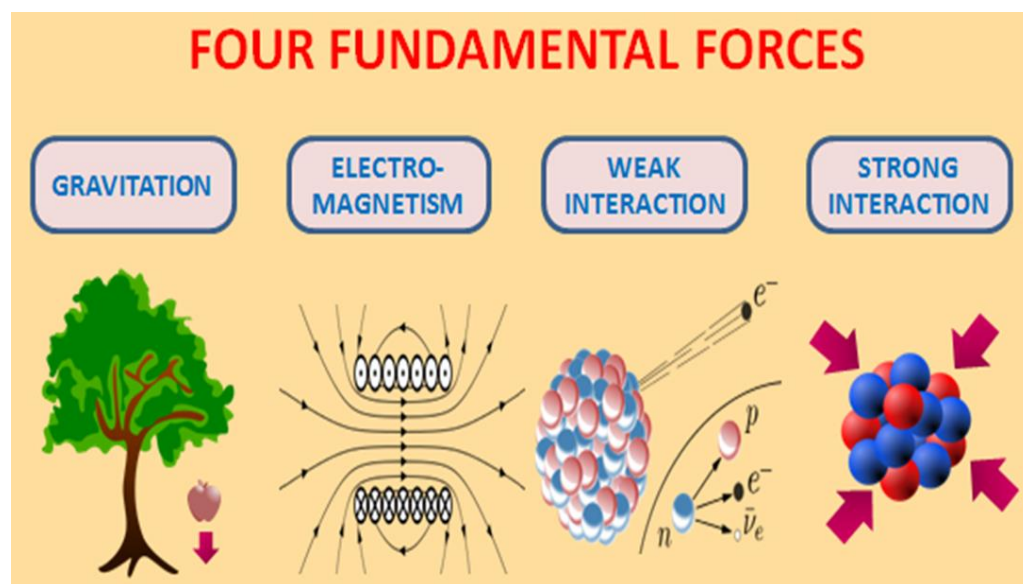 FOUR FUNDAMENTAL FORCES
GRAVITATION
ELECTRO-
MAGNETISM
WEAK
INTERACTION
STRONG
INTERACTION
e⁻
p
e⁻
n
ν̄ₑ